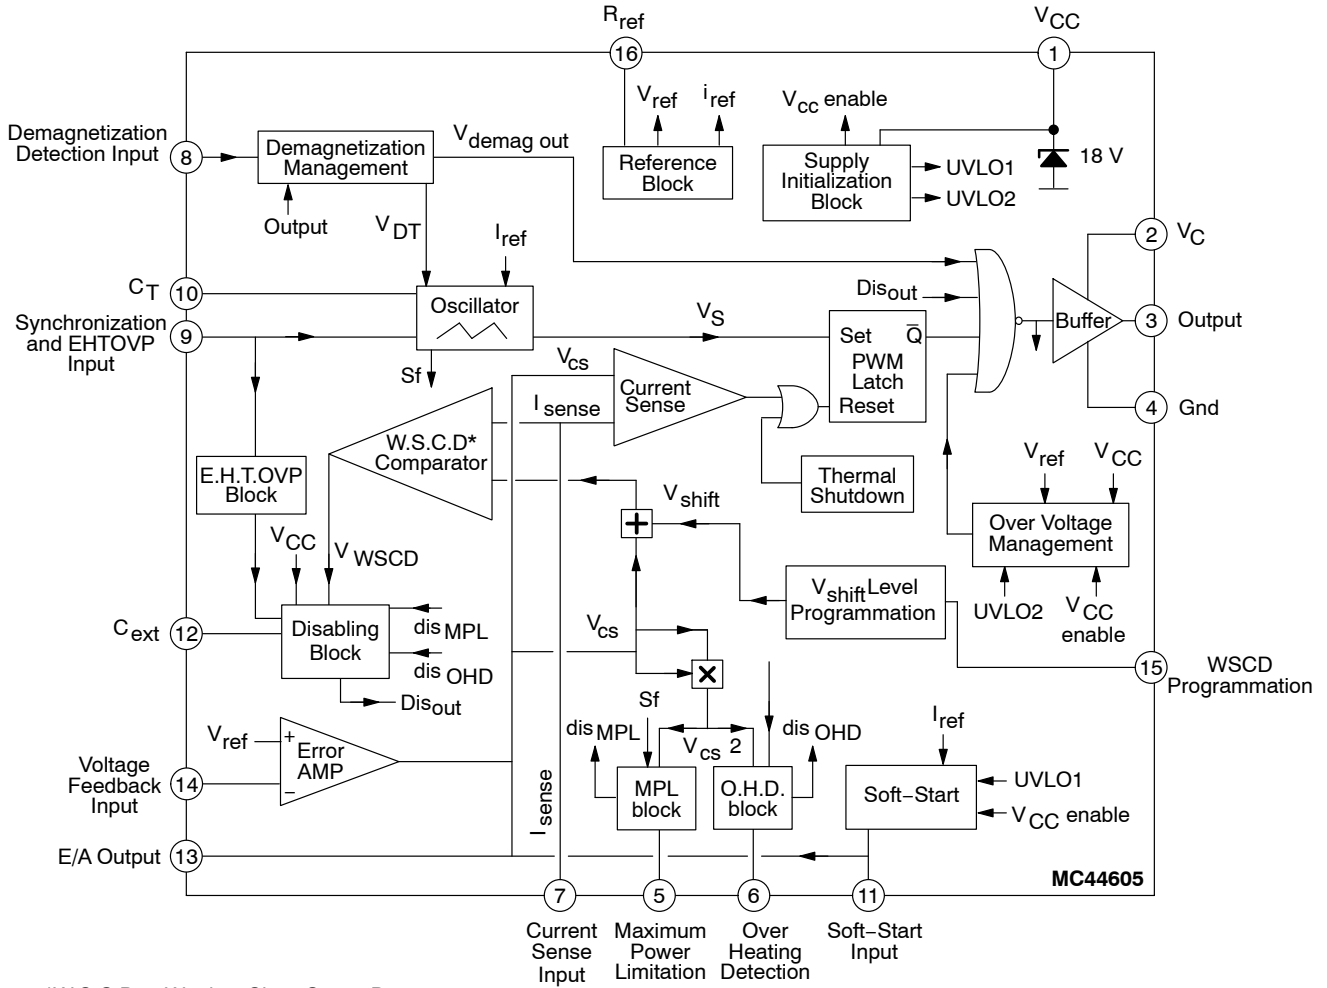 Rref
VCC
16
1
Vref
iref
Vcc enable
Demagnetization
Detection Input
8
Demagnetization
Management
Vdemag out
Reference
Block
Supply
Initialization
Block
UVLO1
UVLO2
18 V
Output
VDT
Iref
2
VC
CT
10
Oscillator
Disout
Synchronization
and EHTOVP
Input
9
VS
Set
Q̅
PWM
Latch
Reset
Buffer
3
Output
Sf
Vcs
Current
Sense
I sense
4
Gnd
W.S.C.D*
Comparator
E.H.T.OVP
Block
Thermal
Shutdown
Vref
VCC
Vshift
+
Over Voltage
Management
VCC
V WSCD
Vshift Level
Programmation
UVLO2
VCC
enable
Cext
12
Disabling
Block
dis MPL
dis OHD
Disout
Vcs
×
15
WSCD
Programmation
Vref
+
Error
AMP
−
Voltage
Feedback
Input
14
Sf
dis MPL
Vcs 2
dis OHD
Iref
MPL
block
O.H.D.
block
Soft−Start
UVLO1
VCC enable
I sense
E/A Output
13
MC44605
7
5
6
11
Current
Sense
Input
Maximum
Power
Limitation
Over
Heating
Detection
Soft−Start
Input